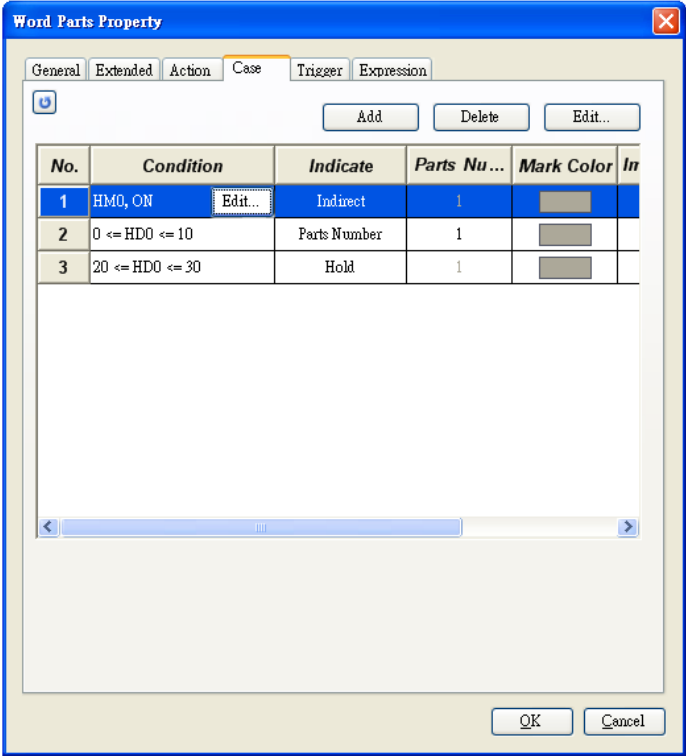 Word Parts Property
General Extended Action Case Trigger Expression
Add Delete Edit...
No. Condition Indicate Parts Nu... Mark Color Im
1 HM0, ON Edit... Indirect 1
2 0 <= HD0 <= 10 Parts Number 1
3 20 <= HD0 <= 30 Hold 1
OK Cancel